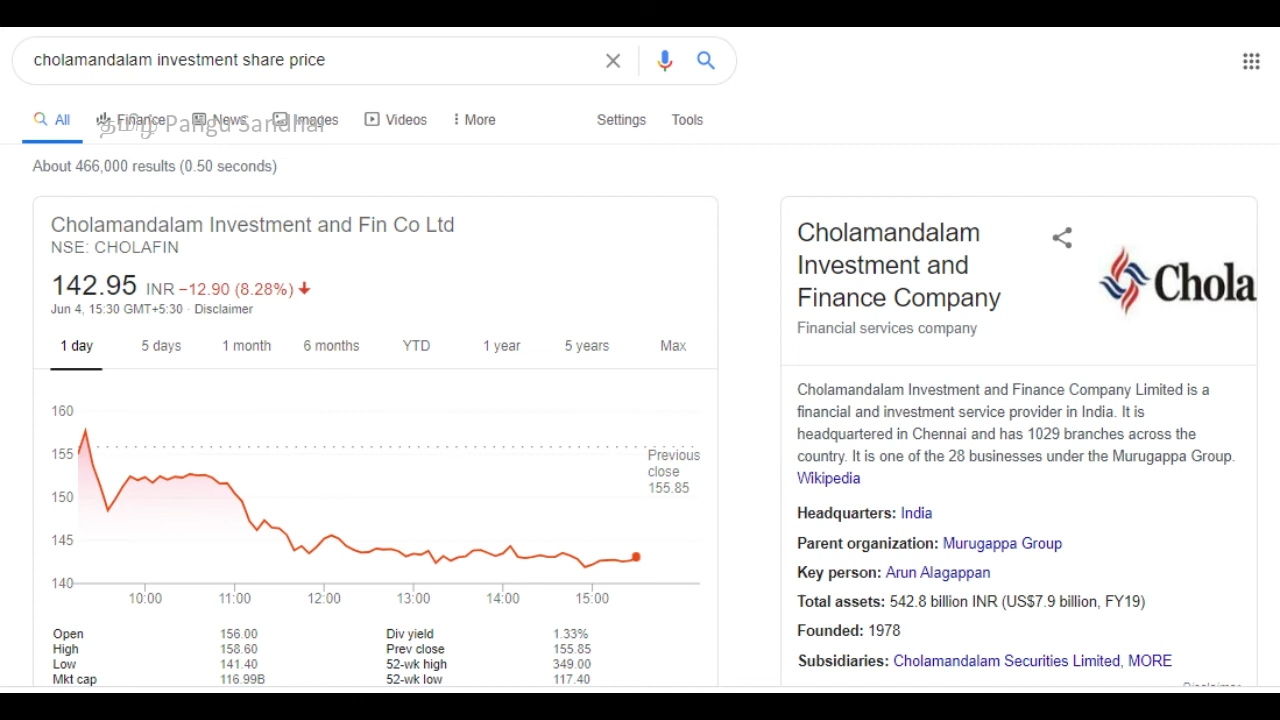 cholamandalam investment share price
All Finance News Images Videos More Settings Tools
தமிழ் Pangu Sandhai
About 466,000 results (0.50 seconds)
Cholamandalam Investment and Fin Co Ltd
NSE: CHOLAFIN
142.95 INR −12.90 (8.28%)
Jun 4, 15:30 GMT+5:30 · Disclaimer
1 day 5 days 1 month 6 months YTD 1 year 5 years Max
160
155
150
145
140
Previous
close
155.85
10:00 11:00 12:00 13:00 14:00 15:00
Open 156.00 Div yield 1.33%
High 158.60 Prev close 155.85
Low 141.40 52-wk high 349.00
Mkt cap 116.99B 52-wk low 117.40
Cholamandalam
Investment and
Finance Company
Financial services company
Chola
Cholamandalam Investment and Finance Company Limited is a
financial and investment service provider in India. It is
headquartered in Chennai and has 1029 branches across the
country. It is one of the 28 businesses under the Murugappa Group.
Wikipedia
Headquarters: India
Parent organization: Murugappa Group
Key person: Arun Alagappan
Total assets: 542.8 billion INR (US$7.9 billion, FY19)
Founded: 1978
Subsidiaries: Cholamandalam Securities Limited, MORE
Disclaimer